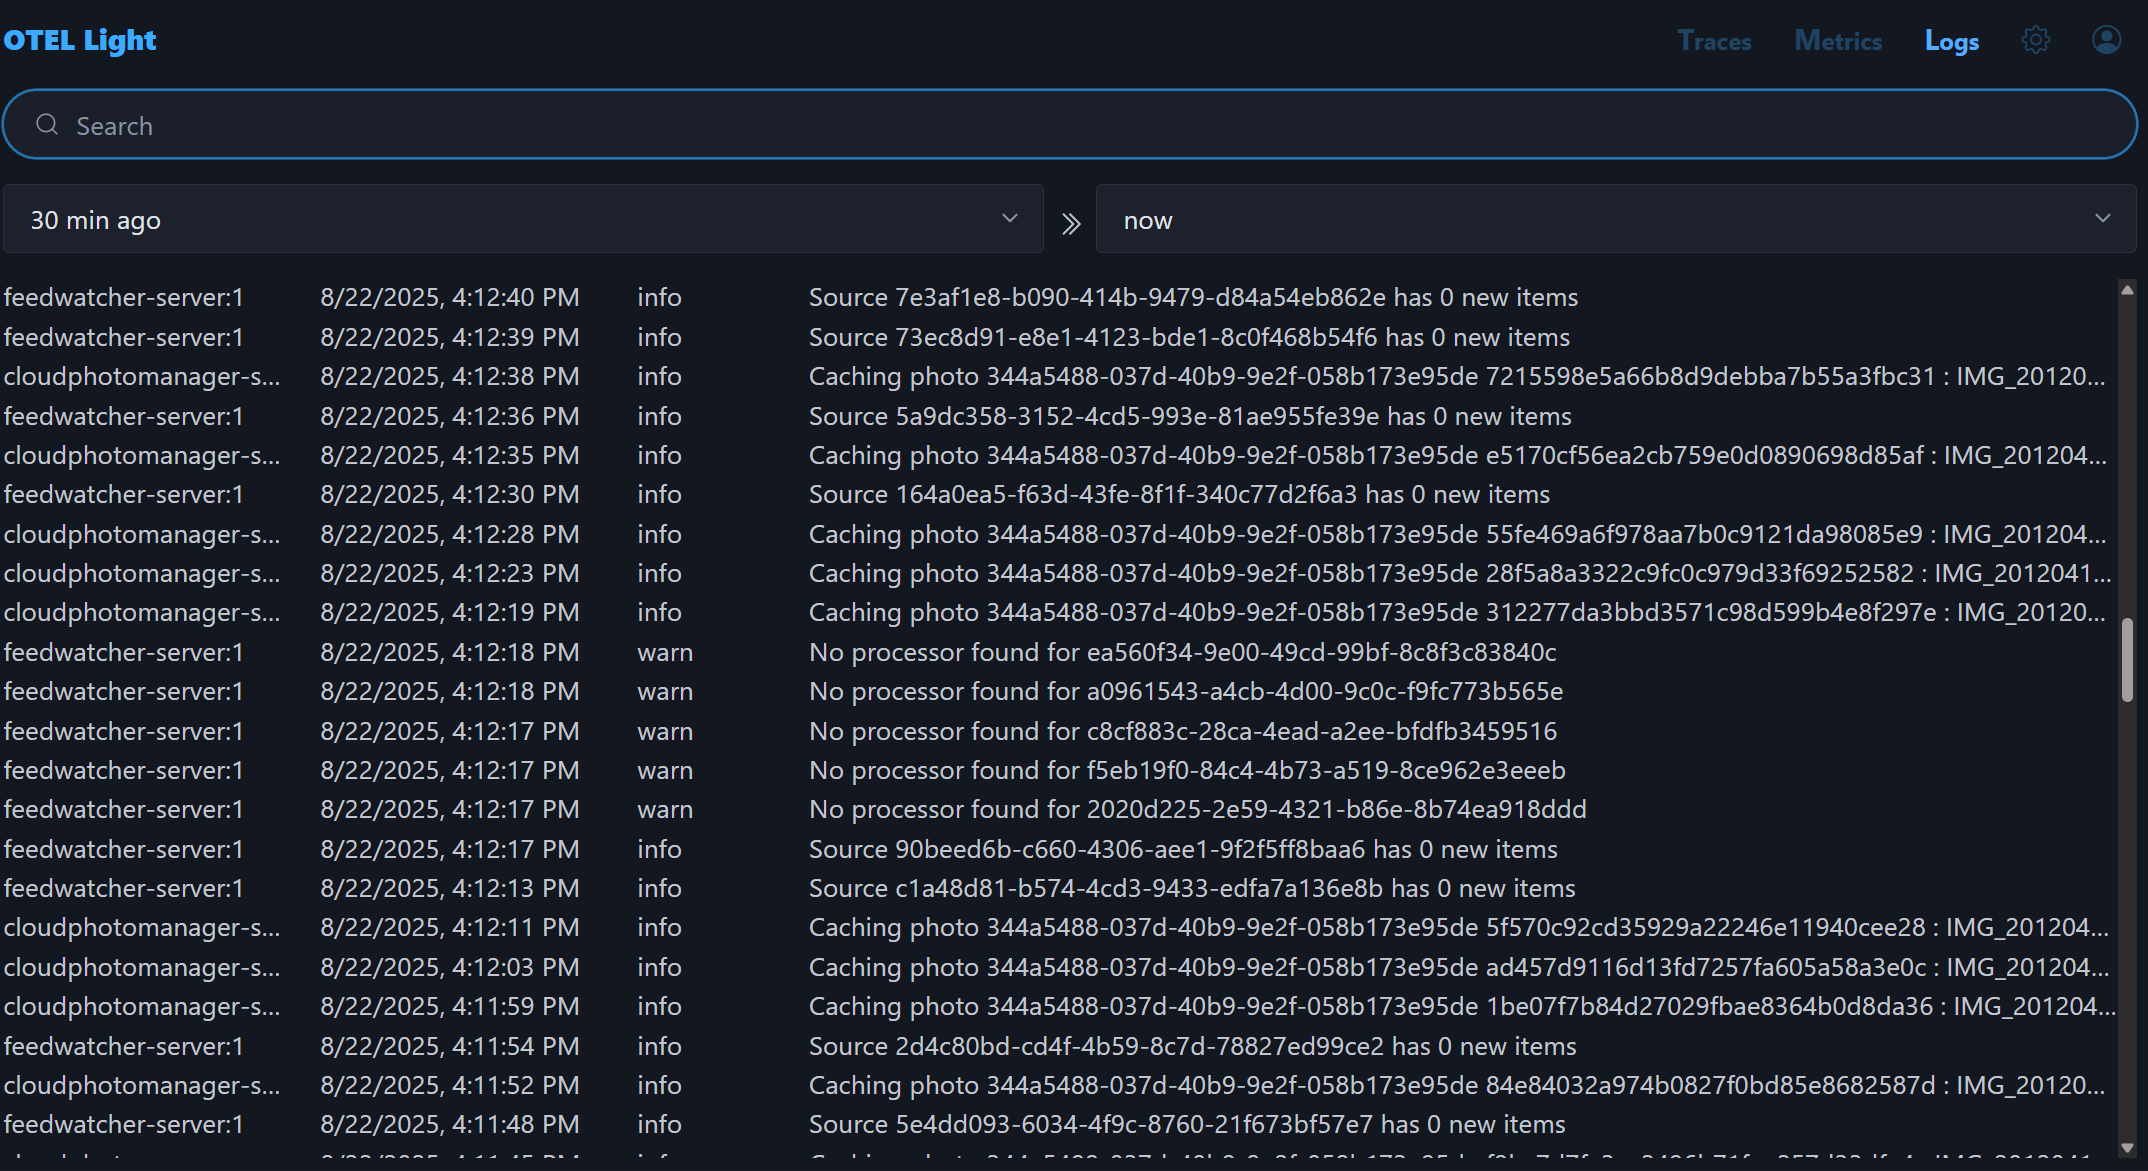 OTEL Light Traces Metrics Logs
Search
30 min ago now
feedwatcher-server:1 8/22/2025, 4:12:40 PM info Source 7e3af1e8-b090-414b-9479-d84a54eb862e has 0 new items
feedwatcher-server:1 8/22/2025, 4:12:39 PM info Source 73ec8d91-e8e1-4123-bde1-8c0f468b54f6 has 0 new items
cloudphotomanager-s... 8/22/2025, 4:12:38 PM info Caching photo 344a5488-037d-40b9-9e2f-058b173e95de 7215598e5a66b8d9debba7b55a3fbc31 : IMG_20120...
feedwatcher-server:1 8/22/2025, 4:12:36 PM info Source 5a9dc358-3152-4cd5-993e-81ae955fe39e has 0 new items
cloudphotomanager-s... 8/22/2025, 4:12:35 PM info Caching photo 344a5488-037d-40b9-9e2f-058b173e95de e5170cf56ea2cb759e0d0890698d85af : IMG_201204...
feedwatcher-server:1 8/22/2025, 4:12:30 PM info Source 164a0ea5-f63d-43fe-8f1f-340c77d2f6a3 has 0 new items
cloudphotomanager-s... 8/22/2025, 4:12:28 PM info Caching photo 344a5488-037d-40b9-9e2f-058b173e95de 55fe469a6f978aa7b0c9121da98085e9 : IMG_201204...
cloudphotomanager-s... 8/22/2025, 4:12:23 PM info Caching photo 344a5488-037d-40b9-9e2f-058b173e95de 28f5a8a3322c9fc0c979d33f69252582 : IMG_2012041...
cloudphotomanager-s... 8/22/2025, 4:12:19 PM info Caching photo 344a5488-037d-40b9-9e2f-058b173e95de 312277da3bbd3571c98d599b4e8f297e : IMG_20120...
feedwatcher-server:1 8/22/2025, 4:12:18 PM warn No processor found for ea560f34-9e00-49cd-99bf-8c8f3c83840c
feedwatcher-server:1 8/22/2025, 4:12:18 PM warn No processor found for a0961543-a4cb-4d00-9c0c-f9fc773b565e
feedwatcher-server:1 8/22/2025, 4:12:17 PM warn No processor found for c8cf883c-28ca-4ead-a2ee-bfdfb3459516
feedwatcher-server:1 8/22/2025, 4:12:17 PM warn No processor found for f5eb19f0-84c4-4b73-a519-8ce962e3eeeb
feedwatcher-server:1 8/22/2025, 4:12:17 PM warn No processor found for 2020d225-2e59-4321-b86e-8b74ea918ddd
feedwatcher-server:1 8/22/2025, 4:12:17 PM info Source 90beed6b-c660-4306-aee1-9f2f5ff8baa6 has 0 new items
feedwatcher-server:1 8/22/2025, 4:12:13 PM info Source c1a48d81-b574-4cd3-9433-edfa7a136e8b has 0 new items
cloudphotomanager-s... 8/22/2025, 4:12:11 PM info Caching photo 344a5488-037d-40b9-9e2f-058b173e95de 5f570c92cd35929a22246e11940cee28 : IMG_201204...
cloudphotomanager-s... 8/22/2025, 4:12:03 PM info Caching photo 344a5488-037d-40b9-9e2f-058b173e95de ad457d9116d13fd7257fa605a58a3e0c : IMG_201204...
cloudphotomanager-s... 8/22/2025, 4:11:59 PM info Caching photo 344a5488-037d-40b9-9e2f-058b173e95de 1be07f7b84d27029fbae8364b0d8da36 : IMG_201204...
feedwatcher-server:1 8/22/2025, 4:11:54 PM info Source 2d4c80bd-cd4f-4b59-8c7d-78827ed99ce2 has 0 new items
cloudphotomanager-s... 8/22/2025, 4:11:52 PM info Caching photo 344a5488-037d-40b9-9e2f-058b173e95de 84e84032a974b0827f0bd85e8682587d : IMG_20120...
feedwatcher-server:1 8/22/2025, 4:11:48 PM info Source 5e4dd093-6034-4f9c-8760-21f673bf57e7 has 0 new items